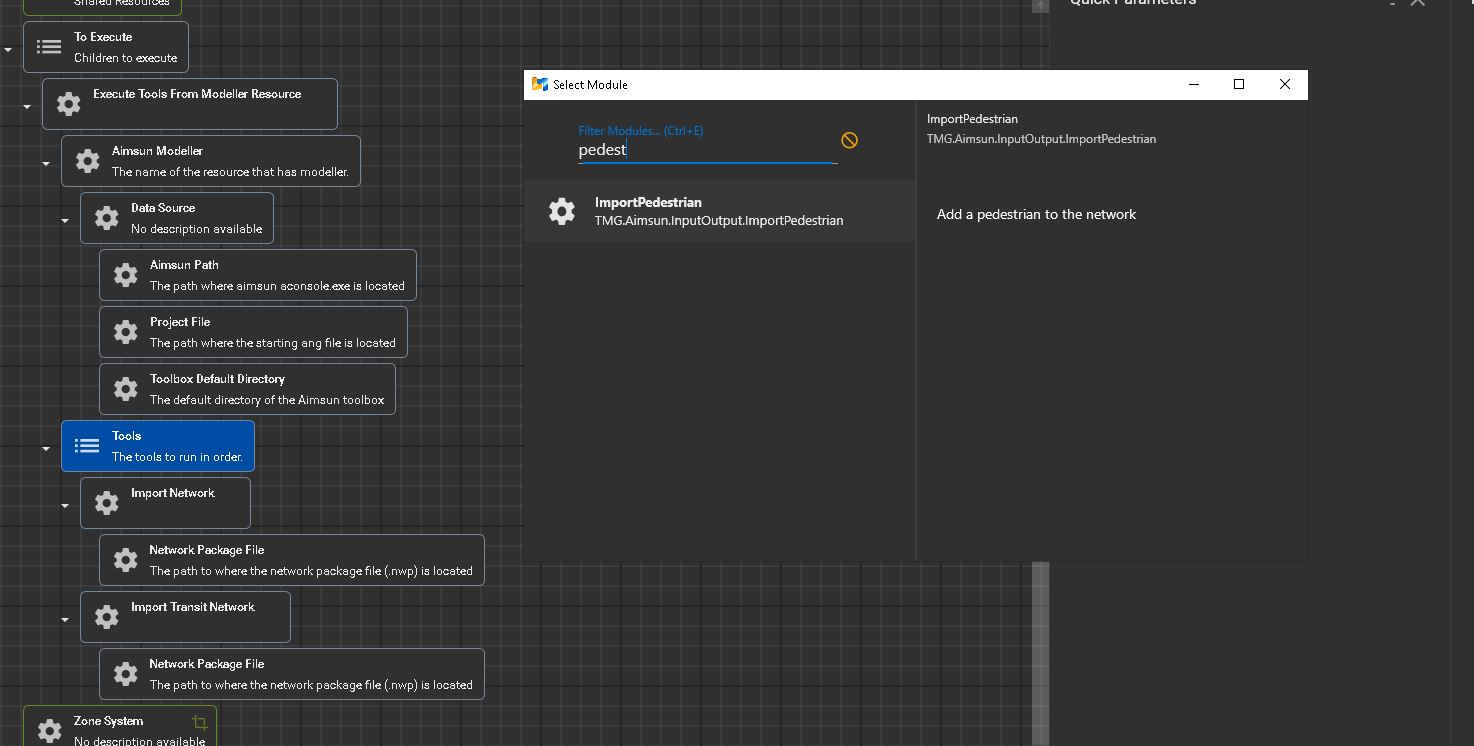 Shared Resources
To Execute
Children to execute
Execute Tools From Modeller Resource
Aimsun Modeller
The name of the resource that has modeller.
Data Source
No description available
Aimsun Path
The path where aimsun aconsole.exe is located
Project File
The path where the starting ang file is located
Toolbox Default Directory
The default directory of the Aimsun toolbox
Tools
The tools to run in order.
Import Network
Network Package File
The path to where the network package file (.nwp) is located
Import Transit Network
Network Package File
The path to where the network package file (.nwp) is located
Zone System
No description available
Quick Parameters
Select Module
Filter Modules... (Ctrl+E)
pedest
ImportPedestrian
TMG.Aimsun.InputOutput.ImportPedestrian
ImportPedestrian
TMG.Aimsun.InputOutput.ImportPedestrian
Add a pedestrian to the network